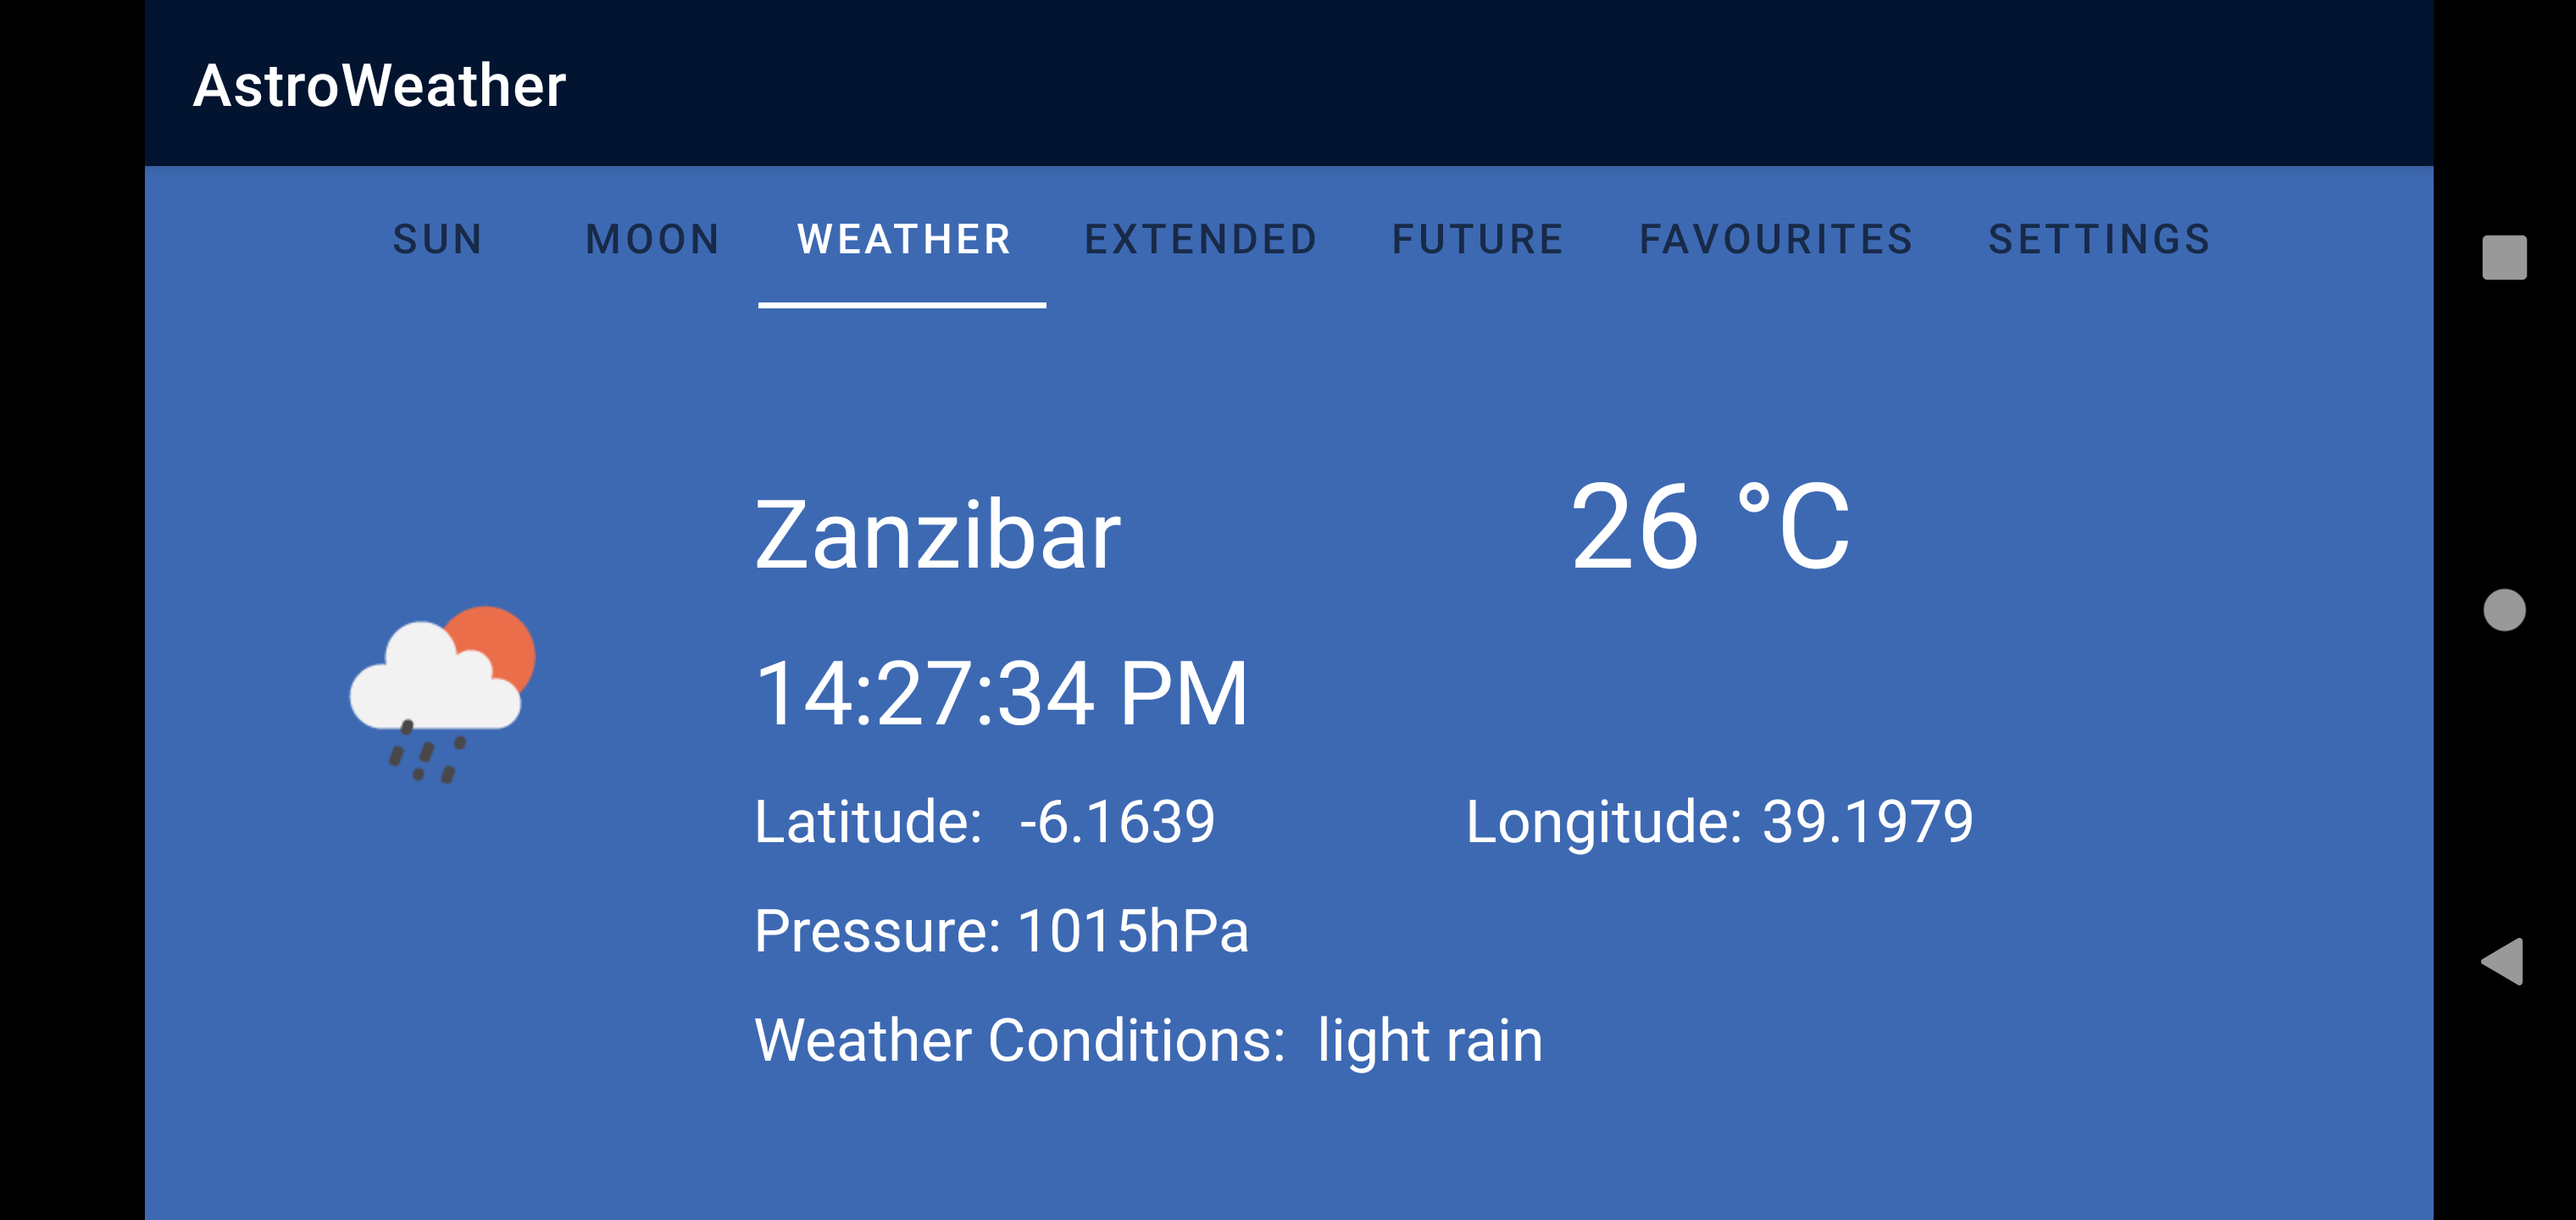 AstroWeather
SUN MOON WEATHER EXTENDED FUTURE FAVOURITES SETTINGS
Zanzibar 26 °C
14:27:34 PM
Latitude: -6.1639 Longitude: 39.1979
Pressure: 1015hPa
Weather Conditions: light rain